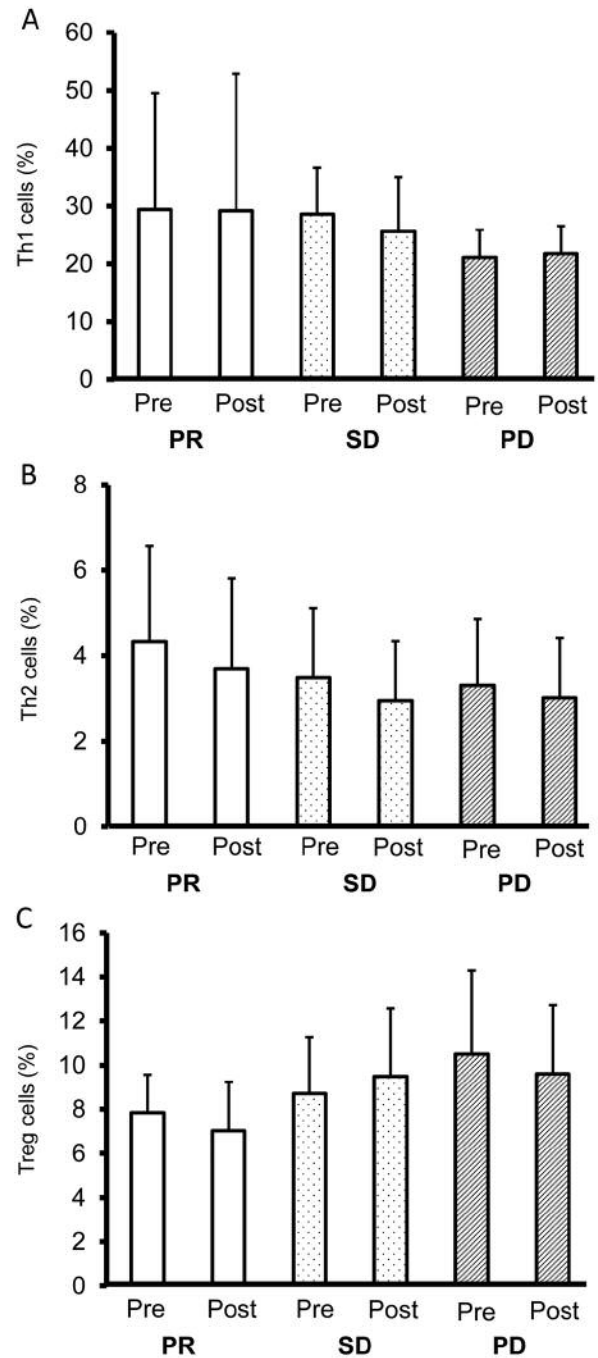 A
60
50
40
30
20
10
0
Th1 cells (%)
Pre Post Pre Post Pre Post
PR SD PD
B
8
6
4
2
0
Th2 cells (%)
Pre Post Pre Post Pre Post
PR SD PD
C
16
14
12
10
8
6
4
2
0
Treg cells (%)
Pre Post Pre Post Pre Post
PR SD PD